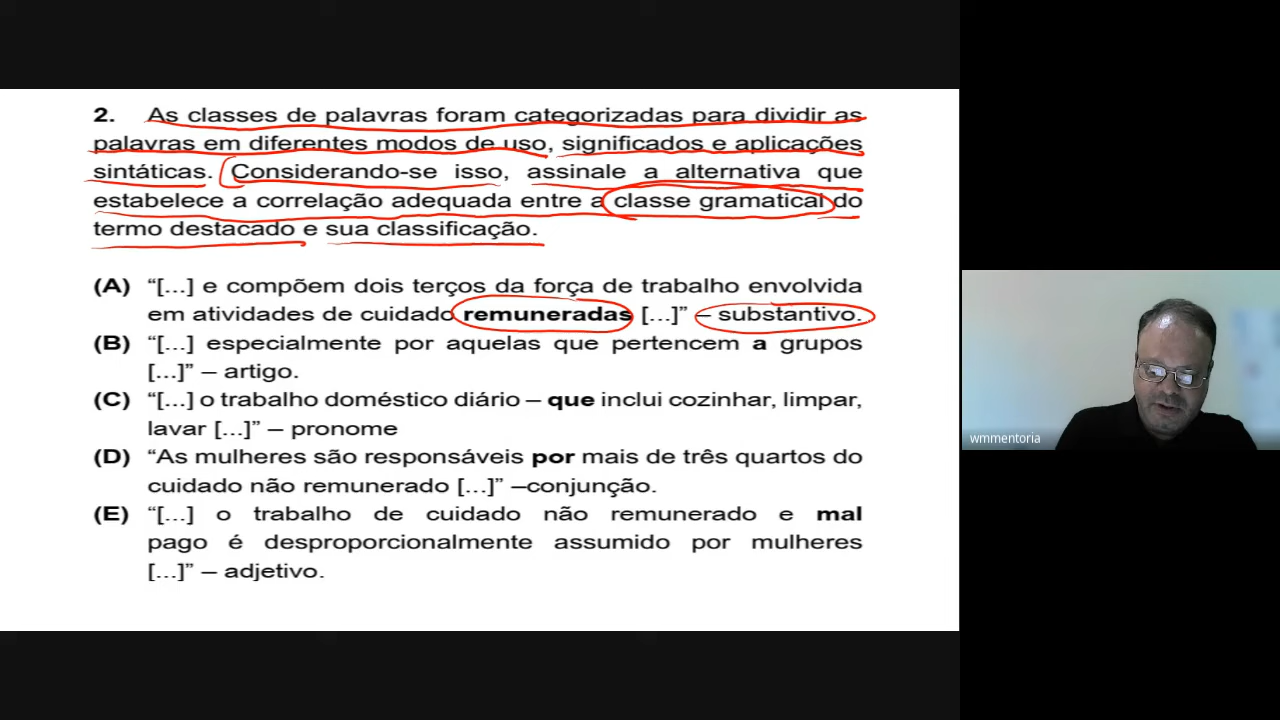 2. As classes de palavras foram categorizadas para dividir as
palavras em diferentes modos de uso, significados e aplicações
sintáticas. Considerando-se isso, assinale a alternativa que
estabelece a correlação adequada entre a classe gramatical do
termo destacado e sua classificação.
(A) “[...] e compõem dois terços da força de trabalho envolvida
em atividades de cuidado remuneradas [...]” – substantivo.
(B) “[...] especialmente por aquelas que pertencem a grupos
[...]” – artigo.
(C) “[...] o trabalho doméstico diário – que inclui cozinhar, limpar,
lavar [...]” – pronome
(D) “As mulheres são responsáveis por mais de três quartos do
cuidado não remunerado [...]” –conjunção.
(E) “[...] o trabalho de cuidado não remunerado e mal
pago é desproporcionalmente assumido por mulheres
[...]” – adjetivo.
wmmentoria